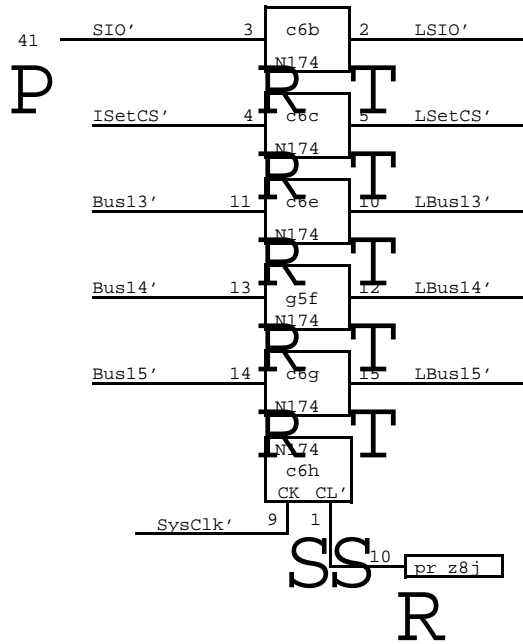 SIO' 3 c6b 2 LSIO'
41
N174
P R T
ISetCS' 4 c6c 5 LSetCS'
N174
R T
Bus13' 11 c6e 10 LBus13'
N174
R T
Bus14' 13 g5f 12 LBus14'
N174
R T
Bus15' 14 c6g 15 LBus15'
N174
R T
N174
c6h
CK CL'
SysClk' 9 1
SS 10 pr z8j
R